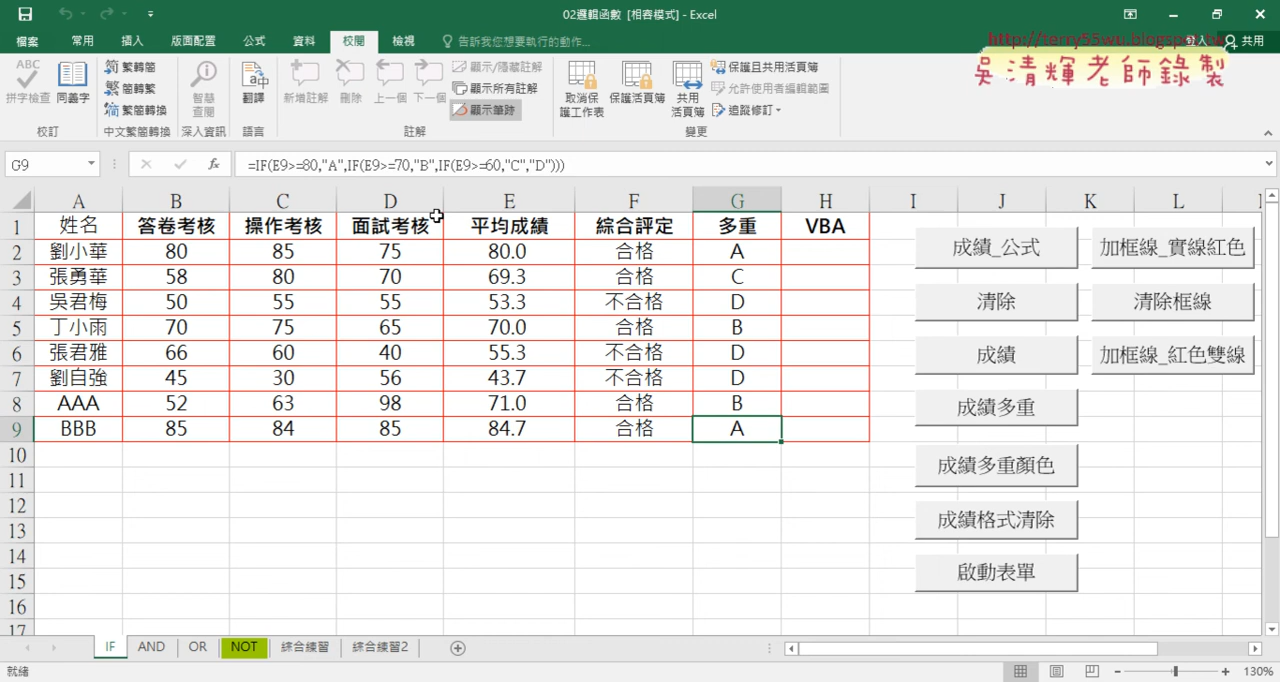 02邏輯函數 [相容模式] - Excel
檔案 常用 插入 版面配置 公式 資料 校閱 檢視 告訴我您想要執行的動作... 登入 共用
http://terry55wu.blogspot.tw
吳清輝老師錄製
ABC 拼字檢查 同義字 繁轉簡 簡轉繁 繁簡轉換 智慧查閱 翻譯 新增註解 刪除 上一個 下一個 顯示/隱藏註解 顯示所有註解 顯示筆跡 取消保護工作表 保護活頁簿 共用活頁簿 保護且共用活頁簿 允許使用者編輯範圍 追蹤修訂
校訂 中文繁簡轉換 深入資訊 語言 註解 變更
G9 fx =IF(E9>=80,"A",IF(E9>=70,"B",IF(E9>=60,"C","D")))
A B C D E F G H I J K L
1 姓名 答卷考核 操作考核 面試考核 平均成績 綜合評定 多重 VBA
2 劉小華 80 85 75 80.0 合格 A
3 張勇華 58 80 70 69.3 合格 C
4 吳君梅 50 55 55 53.3 不合格 D
5 丁小雨 70 75 65 70.0 合格 B
6 張君雅 66 60 40 55.3 不合格 D
7 劉自強 45 30 56 43.7 不合格 D
8 AAA 52 63 98 71.0 合格 B
9 BBB 85 84 85 84.7 合格 A
10
11
12
13
14
15
16
17
成績_公式 加框線_實線紅色
清除 清除框線
成績 加框線_紅色雙線
成績多重
成績多重顏色
成績格式清除
啟動表單
IF AND OR NOT 綜合練習 綜合練習2
就緒 130%